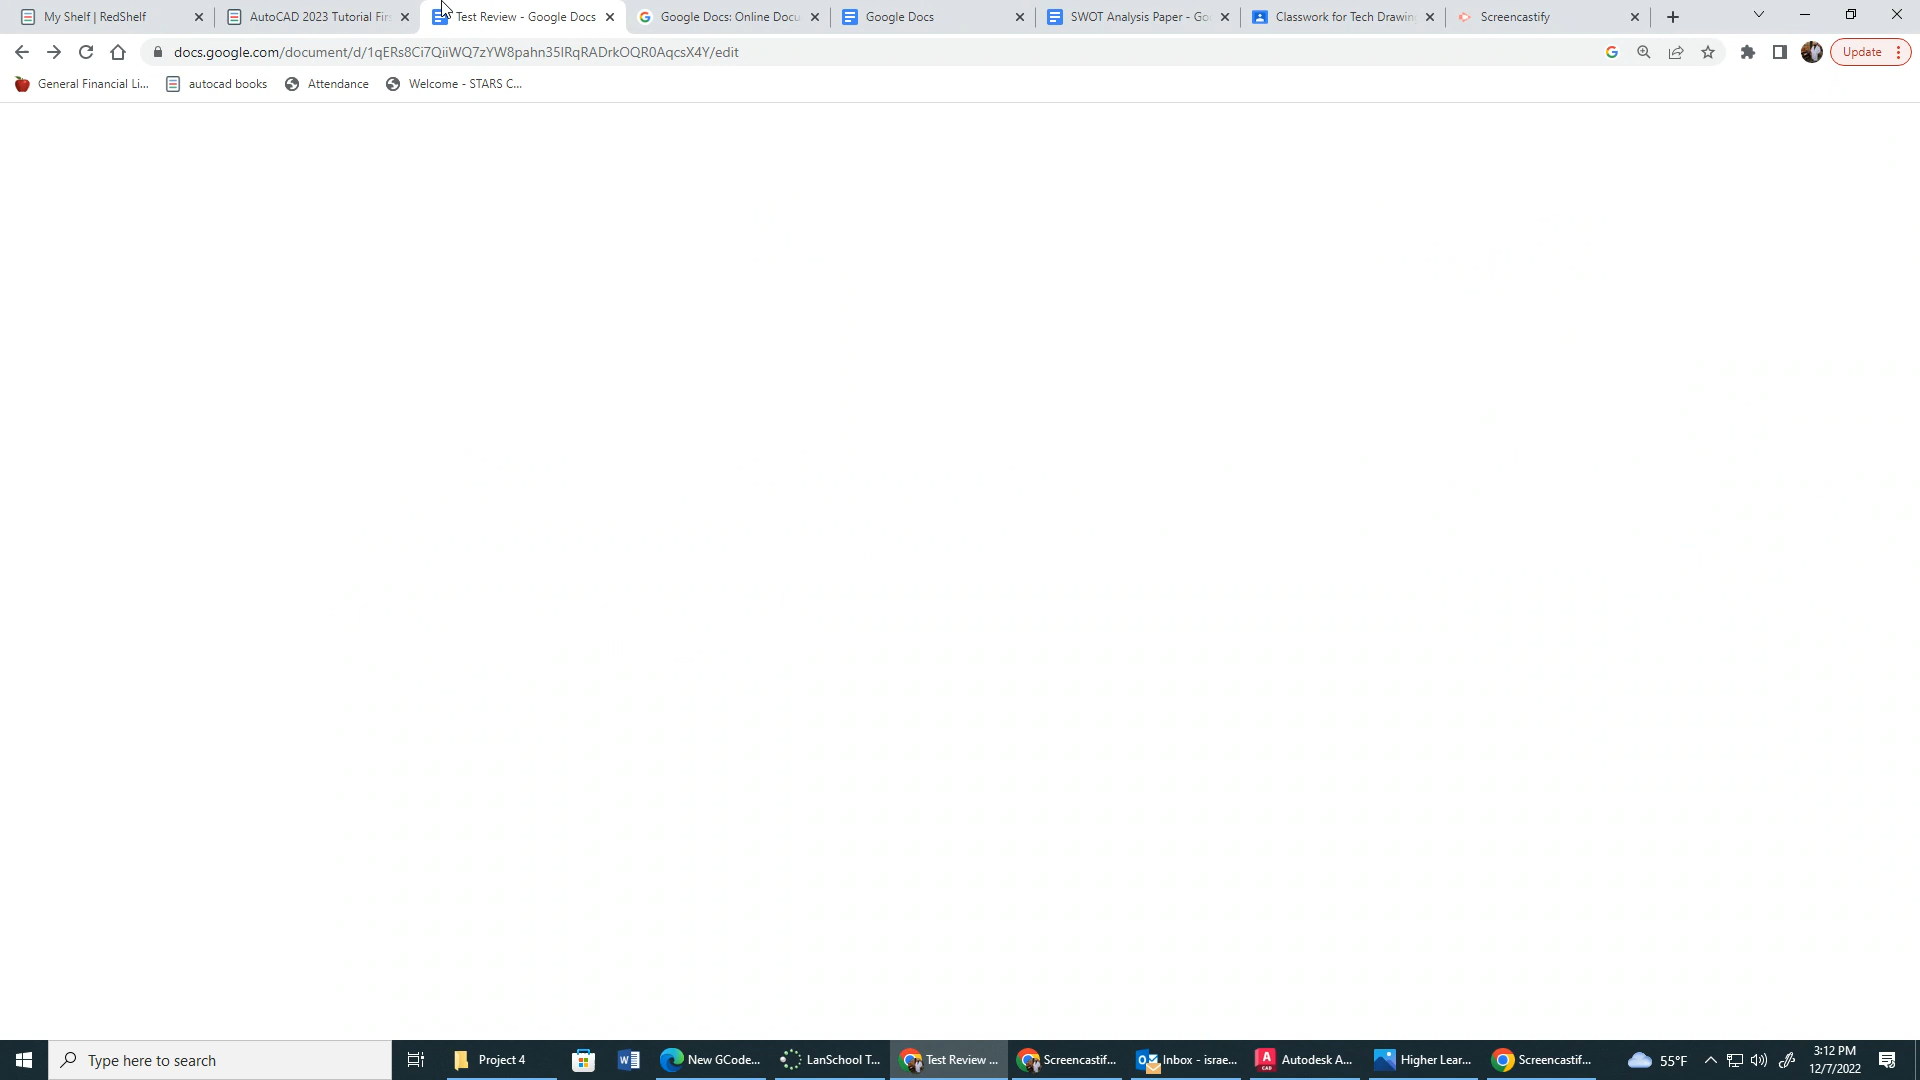 My Shelf | RedShelf
AutoCAD 2023 Tutorial Fir
Test Review - Google Docs
Google Docs: Online Docu
Google Docs
SWOT Analysis Paper - Go
Classwork for Tech Drawin
Screencastify
docs.google.com/document/d/1qERs8Ci7QiiWQ7zYW8pahn35IRqRADrkOQR0AqcsX4Y/edit
Update
General Financial Li...
autocad books
Attendance
Welcome - STARS C...
Type here to search
Project 4
New GCode...
LanSchool T...
Test Review ...
Screencastif...
Inbox - israe...
Autodesk A...
Higher Lear...
Screencastif...
55°F
3:12 PM
12/7/2022